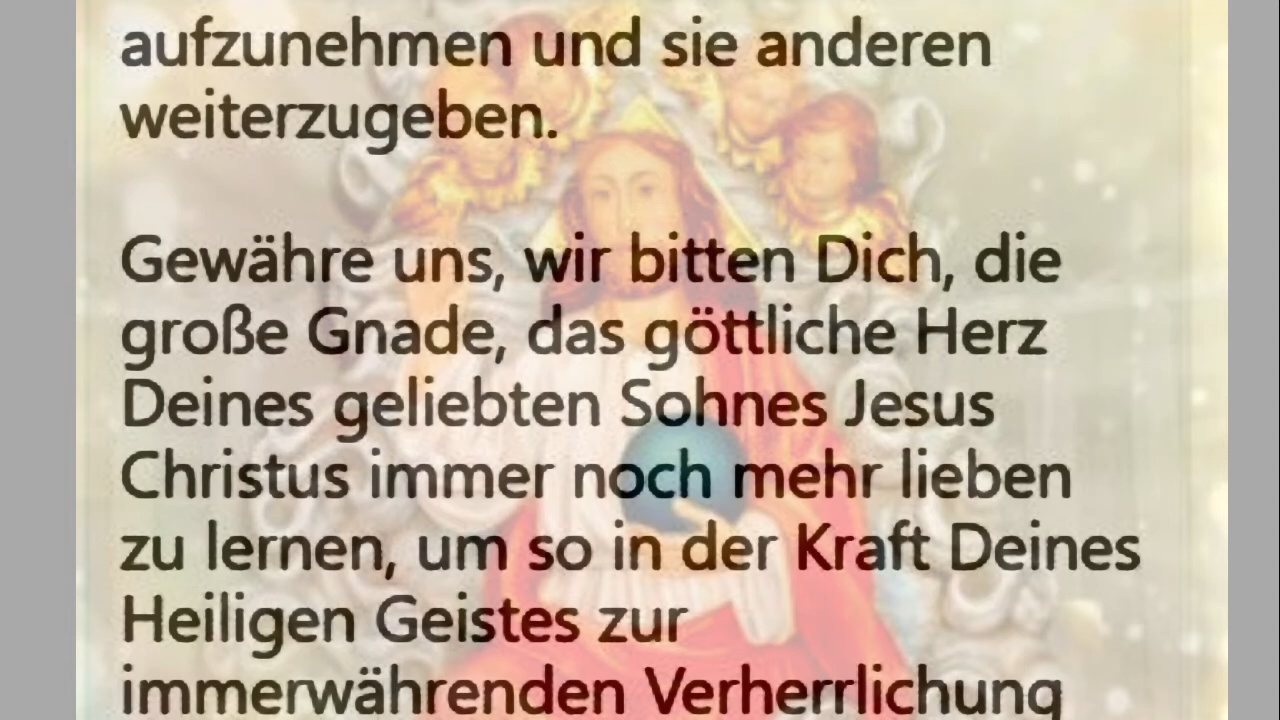 aufzunehmen und sie anderen
weiterzugeben.
Gewähre uns, wir bitten Dich, die
große Gnade, das göttliche Herz
Deines geliebten Sohnes Jesus
Christus immer noch mehr lieben
zu lernen, um so in der Kraft Deines
Heiligen Geistes zur
immerwährenden Verherrlichung